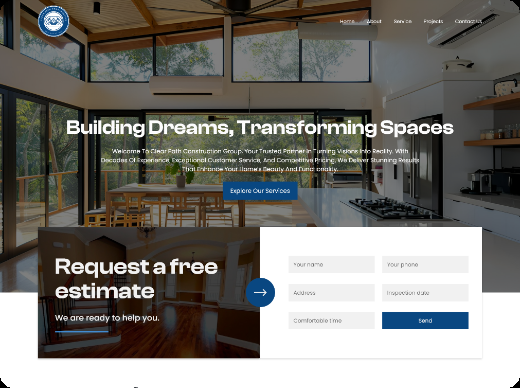 Home About Service Projects Contact Us
Building Dreams, Transforming Spaces
Welcome To Clear Path Construction Group, Your Trusted Partner In Turning Visions Into Reality. With
Decades Of Experience, Exceptional Customer Service, And Competitive Pricing, We Deliver Stunning Results
That Enhance Your Home's Beauty And Functionality.
Explore Our Services
Request a free
estimate
We are ready to help you.
Your name Your phone
Address Inspection date
Comfortable time Send